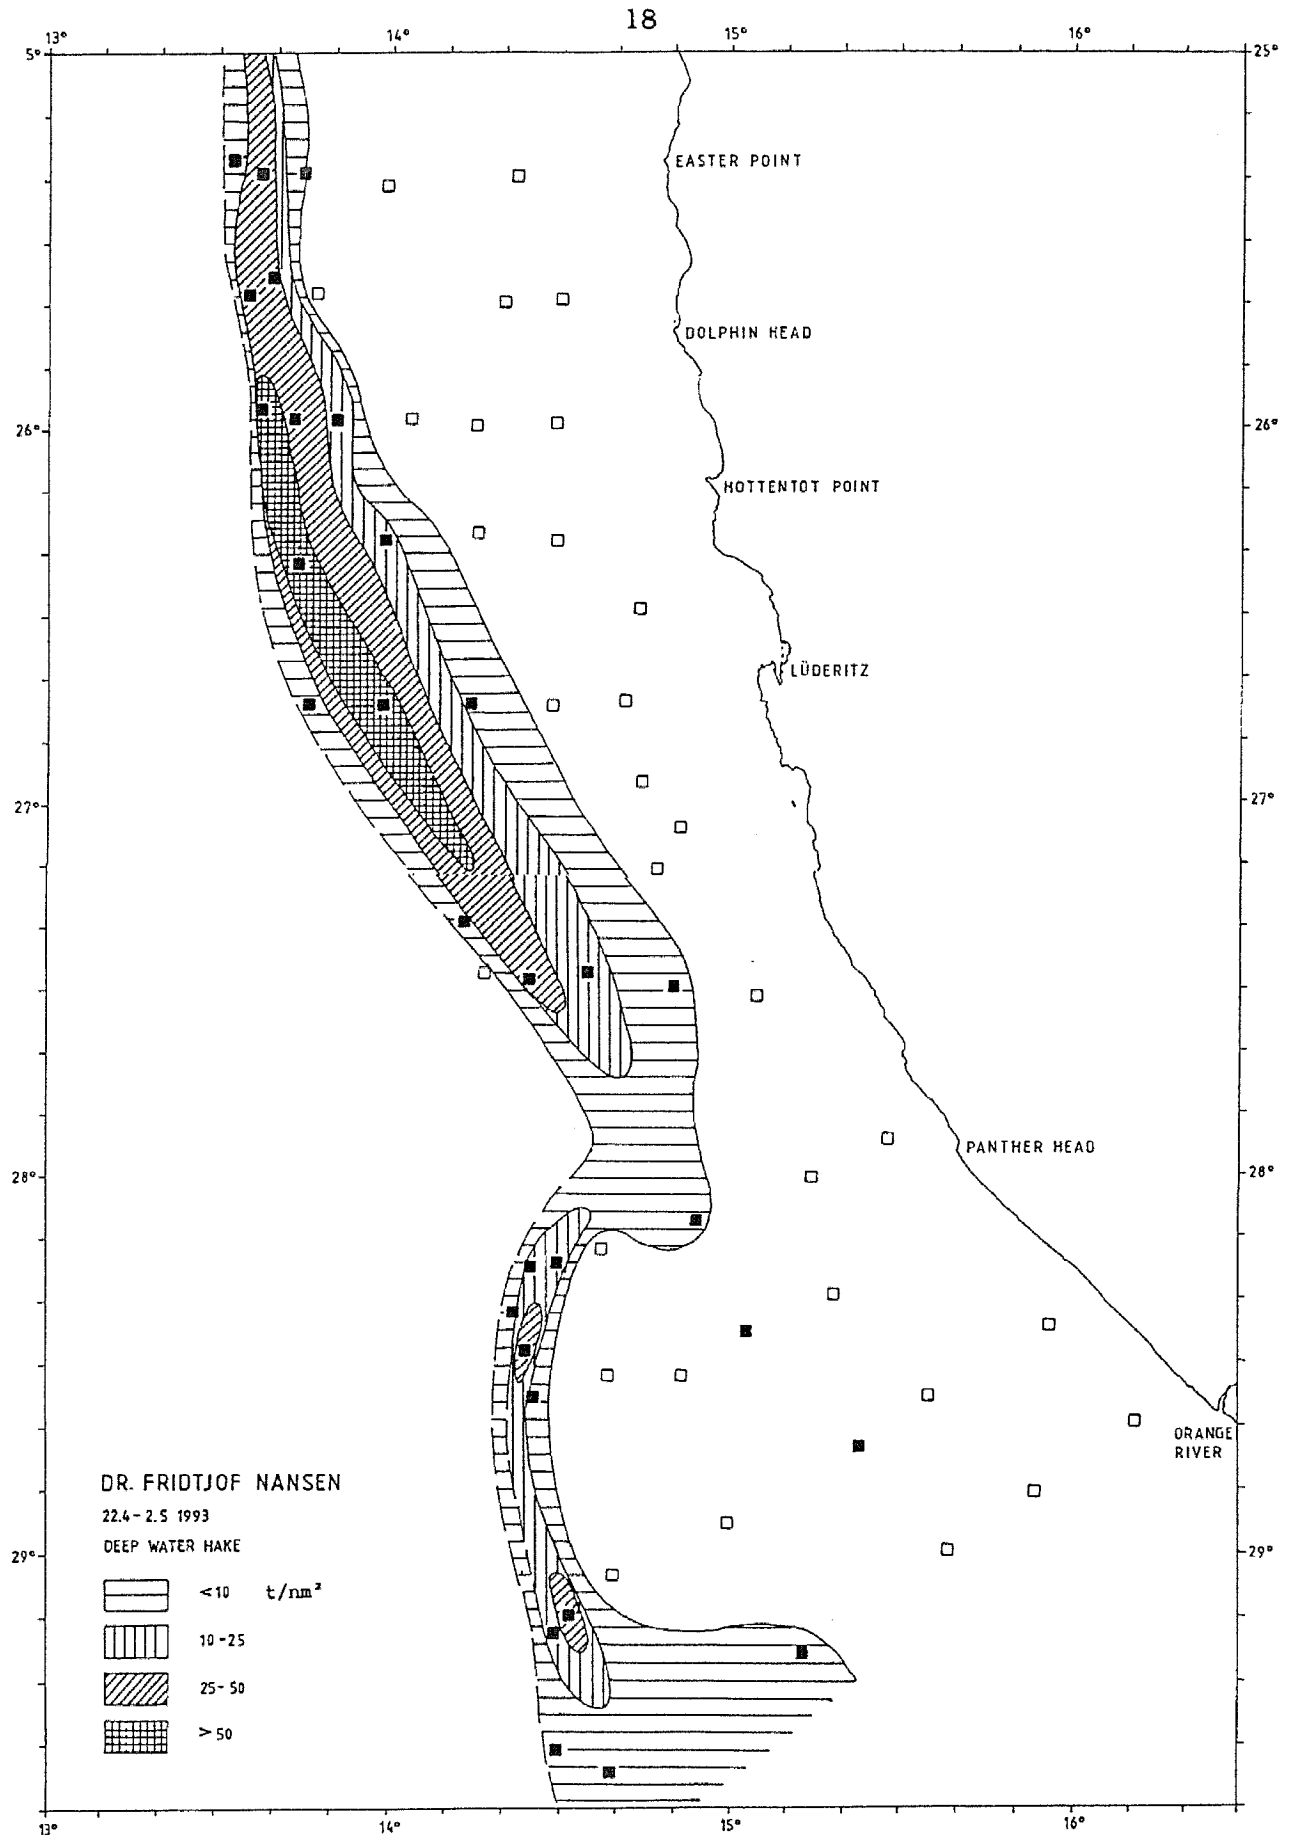 18
13° 14° 15° 16°
5° 25°
EASTER POINT
DOLPHIN HEAD
26° 26°
HOTTENTOT POINT
LÜDERITZ
27° 27°
PANTHER HEAD
28° 28°
ORANGE
RIVER
DR. FRIDTJOF NANSEN
22.4-2.5 1993
DEEP WATER HAKE
29° 29°
<10 t/nm²
10-25
25-50
>50
13° 14° 15° 16°